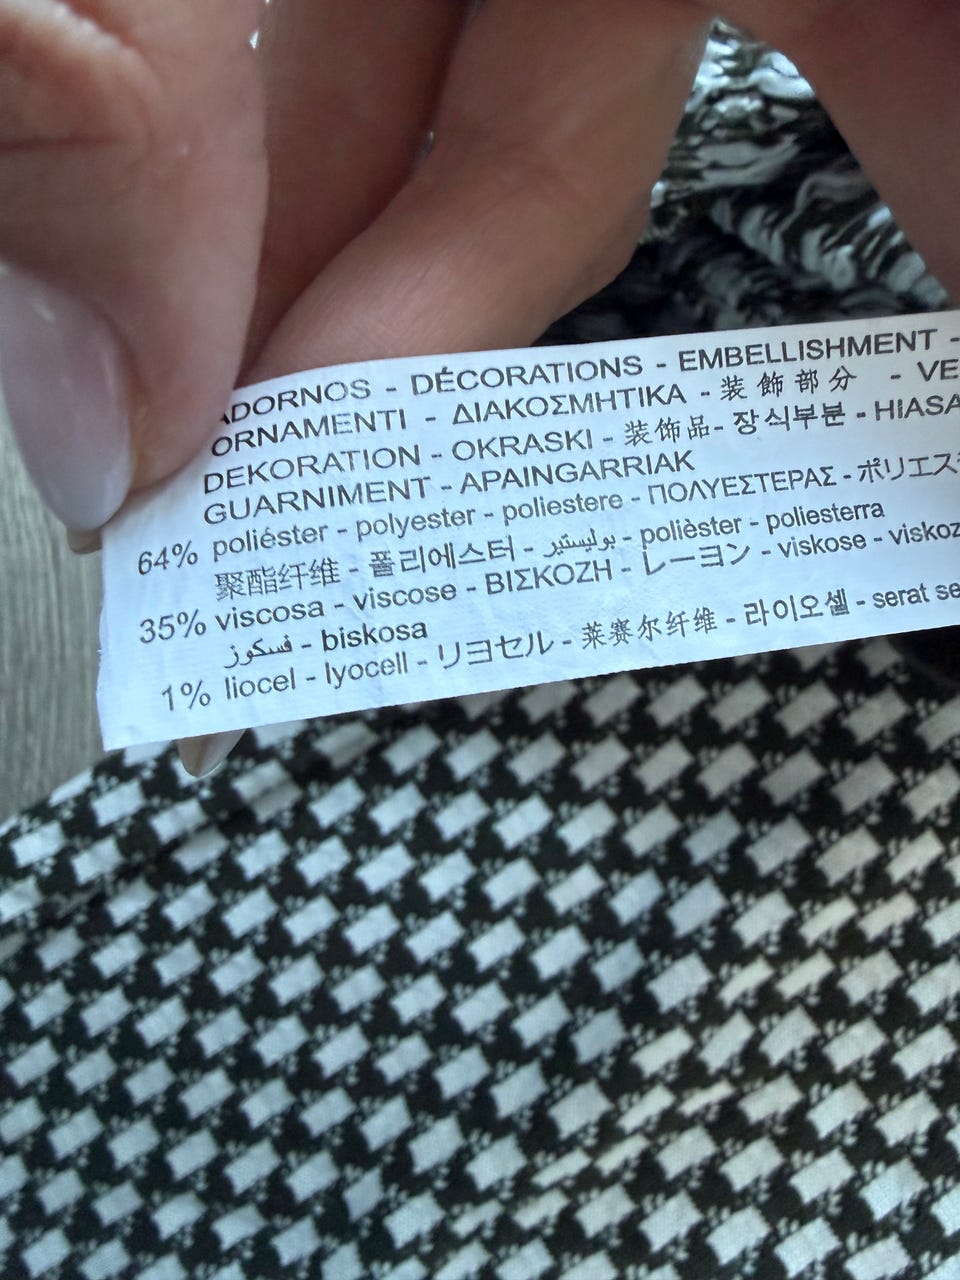 ADORNOS - DÉCORATIONS - EMBELLISHMENT -
ORNAMENTI - ΔΙΑΚΟΣΜΗΤΙΚΑ - 装 飾 部 分 - VE
DEKORATION - OKRASKI - 装饰品- 장식부분 - HIASA
GUARNIMENT - APAINGARRIAK
64% poliéster - polyester - poliestere - ΠΟΛΥΕΣΤΕΡΑΣ - ポリエス
聚酯纤维 - 폴리에스터 - بوليستير - polièster - poliesterra
35% viscosa - viscose - ΒΙΣΚΟΖΗ - レーヨン - viskose - viskoz
فسكوز - biskosa
1% liocel - lyocell - リヨセル - 莱赛尔纤维 - 라이오셀 - serat se